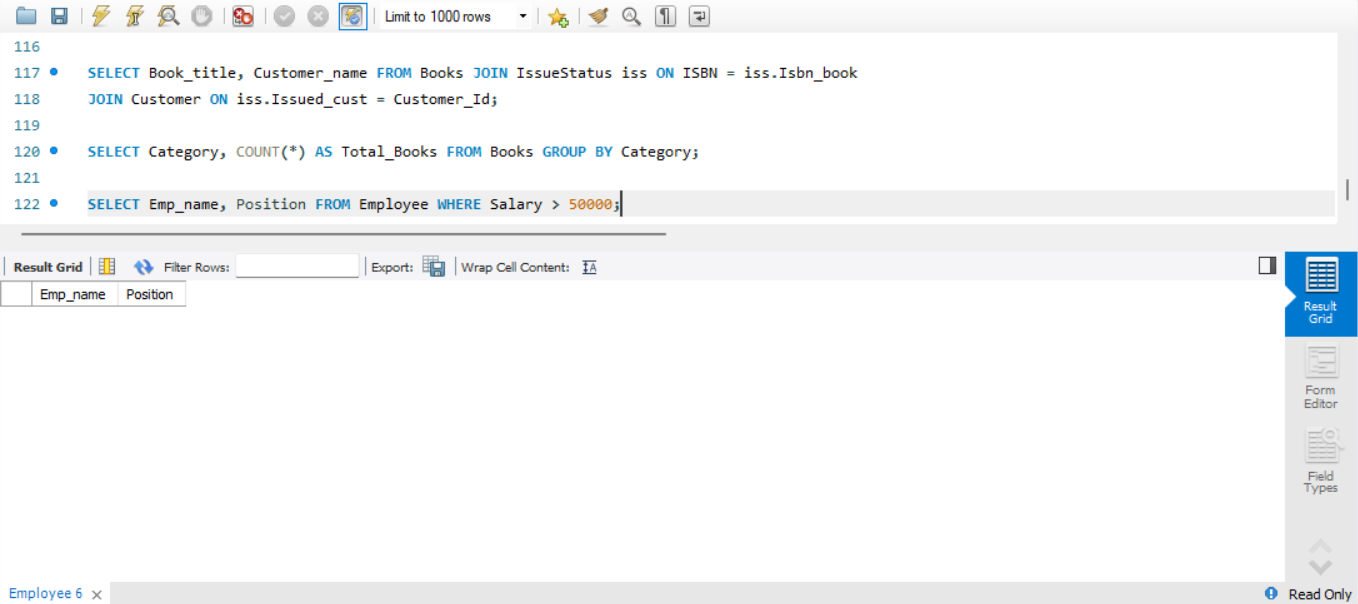 Limit to 1000 rows
116
117 SELECT Book_title, Customer_name FROM Books JOIN IssueStatus iss ON ISBN = iss.Isbn_book
118 JOIN Customer ON iss.Issued_cust = Customer_Id;
119
120 SELECT Category, COUNT(*) AS Total_Books FROM Books GROUP BY Category;
121
122 SELECT Emp_name, Position FROM Employee WHERE Salary > 50000;
Result Grid Filter Rows: Export: Wrap Cell Content: IA
Emp_name Position
Result
Grid
Form
Editor
Field
Types
Employee 6 Read Only